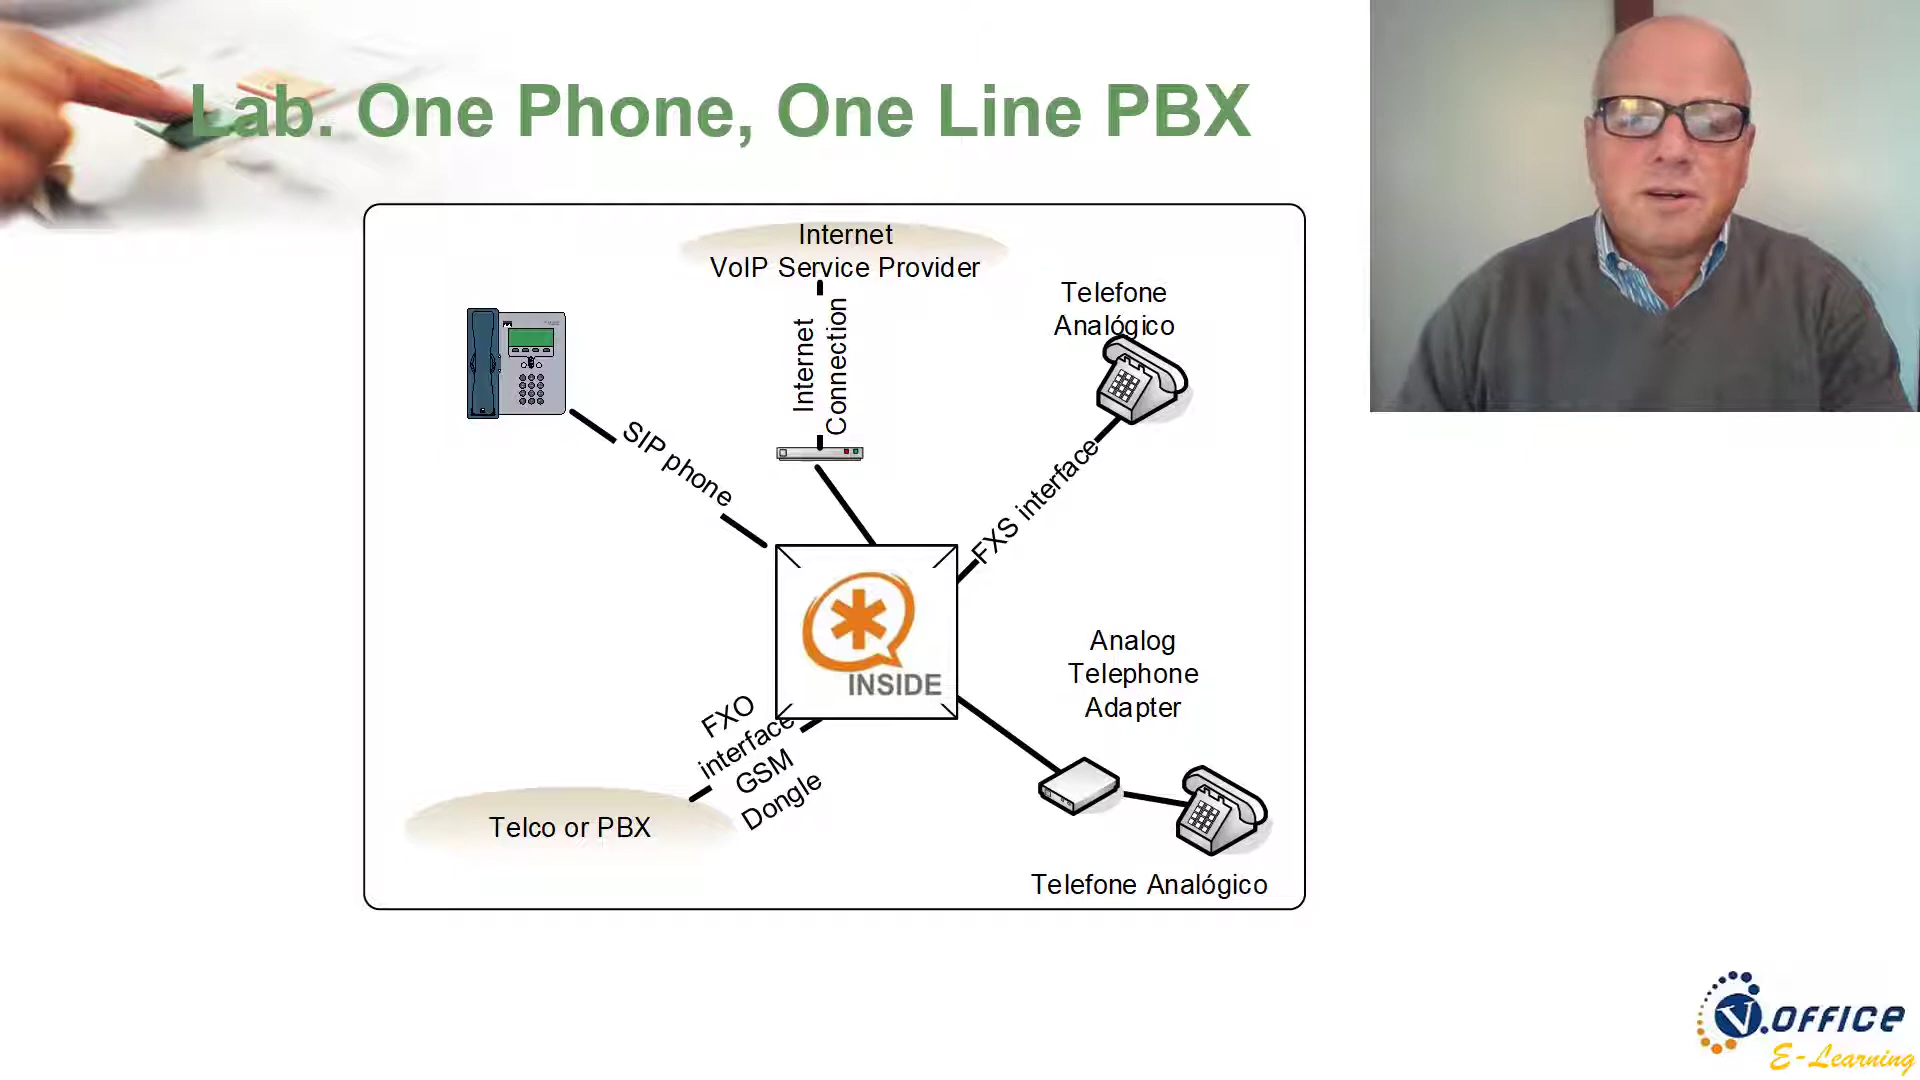 Lab. One Phone, One Line PBX
Internet
VoIP Service Provider
Internet
Connection
Telefone
Analógico
SIP phone
FXS interface
INSIDE
Analog
Telephone
Adapter
FXO
interface
GSM
Dongle
Telco or PBX
Telefone Analógico
V.OFFICE
E-Learning